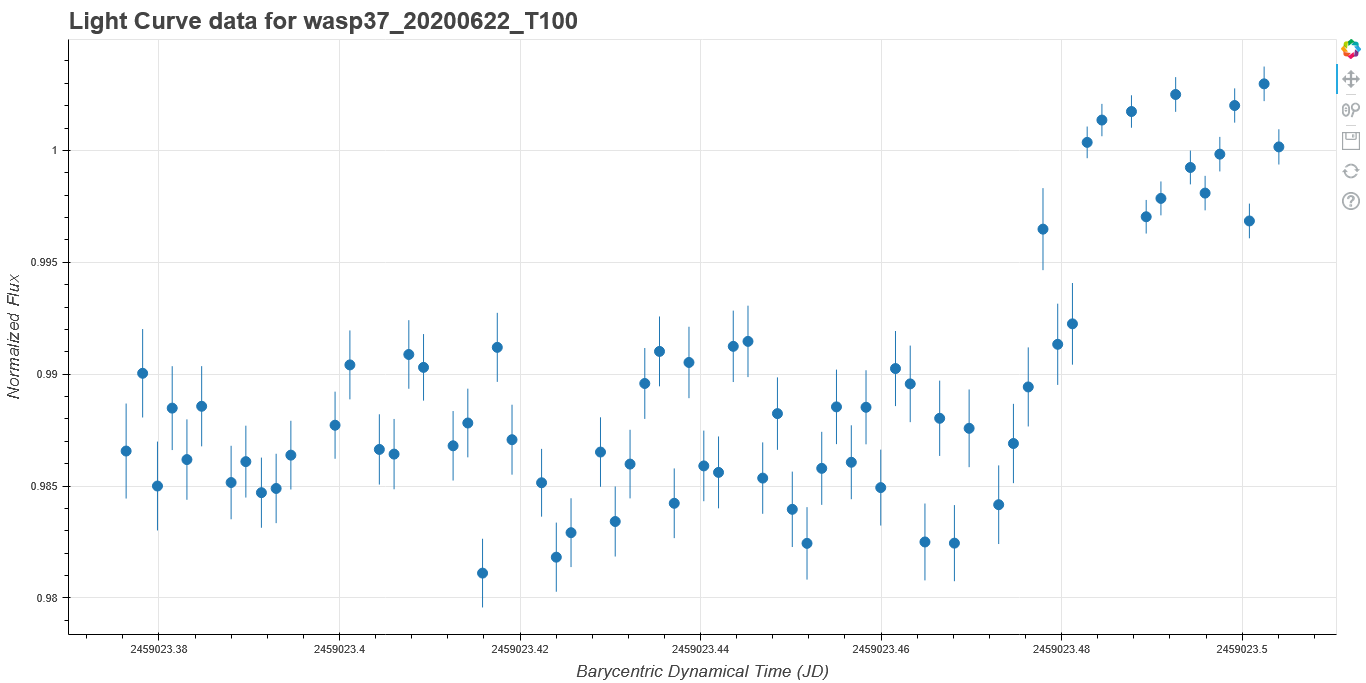 Light Curve data for wasp37_20200622_T100
Normalized Flux
1
0.995
0.99
0.985
0.98
2459023.38 2459023.4 2459023.42 2459023.44 2459023.46 2459023.48 2459023.5
Barycentric Dynamical Time (JD)